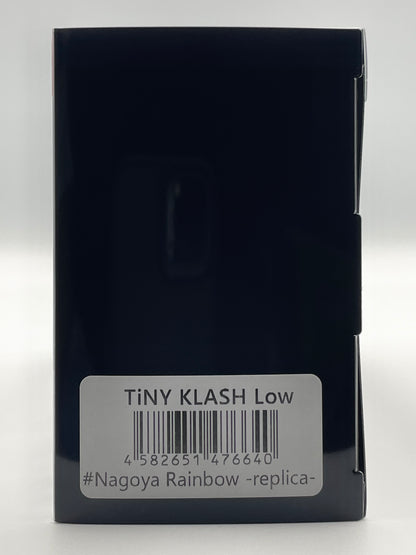 TiNY KLASH Low
4 582651 476640
#Nagoya Rainbow -replica-